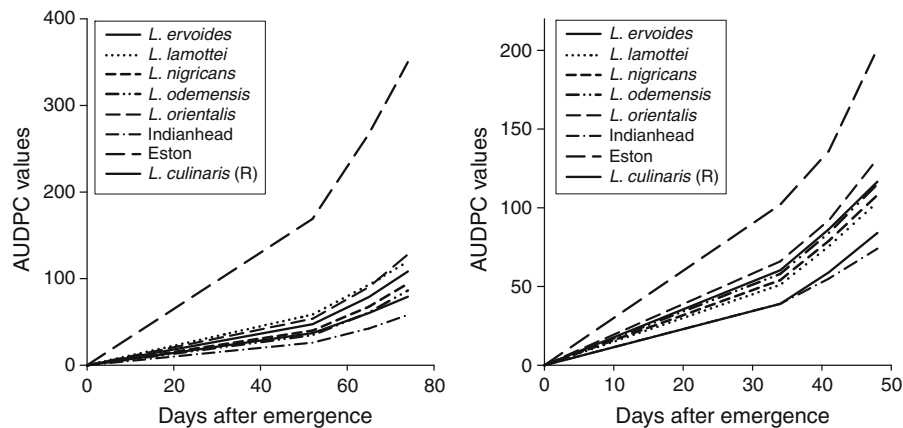 400
300
200
100
0
AUDPC values
L. ervoides
L. lamottei
L. nigricans
L. odemensis
L. orientalis
Indianhead
Eston
L. culinaris (R)
0 20 40 60 80
Days after emergence
200
150
100
50
0
AUDPC values
L. ervoides
L. lamottei
L. nigricans
L. odemensis
L. orientalis
Indianhead
Eston
L. culinaris (R)
0 10 20 30 40 50
Days after emergence